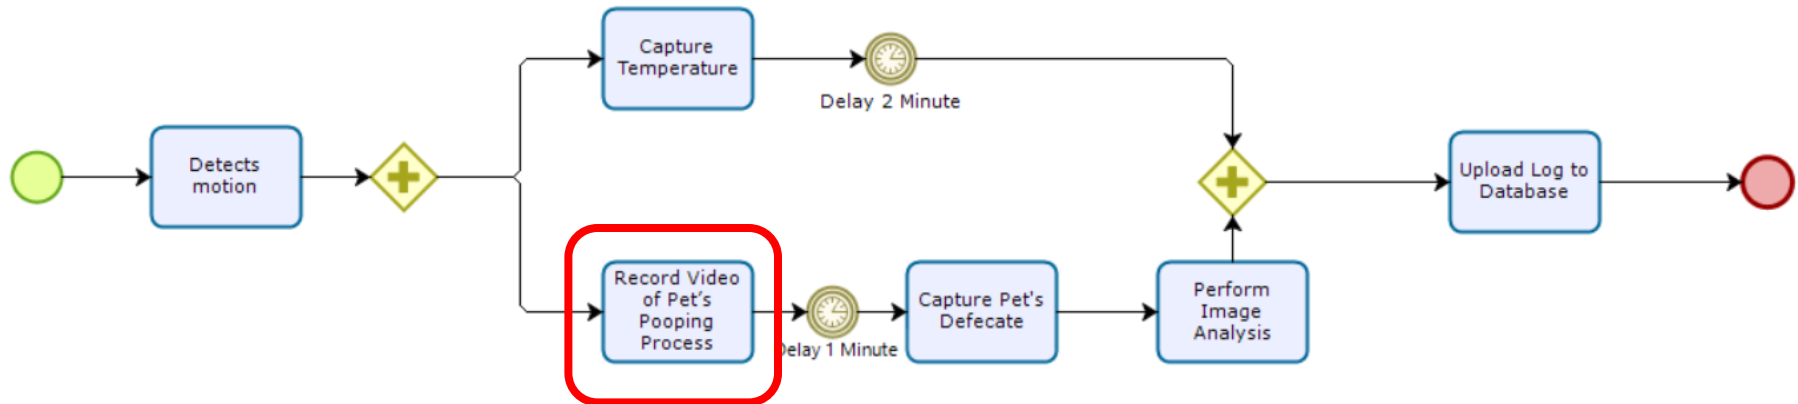 Capture
Temperature
Delay 2 Minute
Detects
motion
Upload Log to
Database
Record Video
of Pet’s
Pooping
Process
Delay 1 Minute
Capture Pet's
Defecate
Perform
Image
Analysis